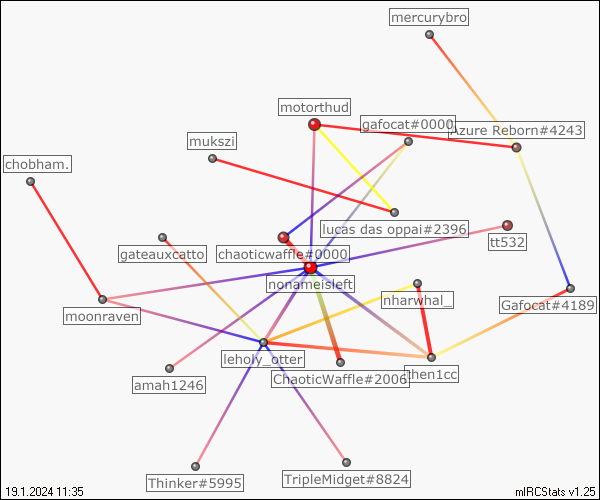 mercurybro
motorthud
gafocat#0000
Azure Reborn#4243
mukszi
chobham.
lucas das oppai#2396
tt532
gateauxcatto
chaoticwaffle#0000
nonameisleft
nharwhal_
Gafocat#4189
moonraven
leholy_otter
then1cc
ChaoticWaffle#2006
amah1246
Thinker#5995
TripleMidget#8824
19.1.2024 11:35
mIRCStats v1.25